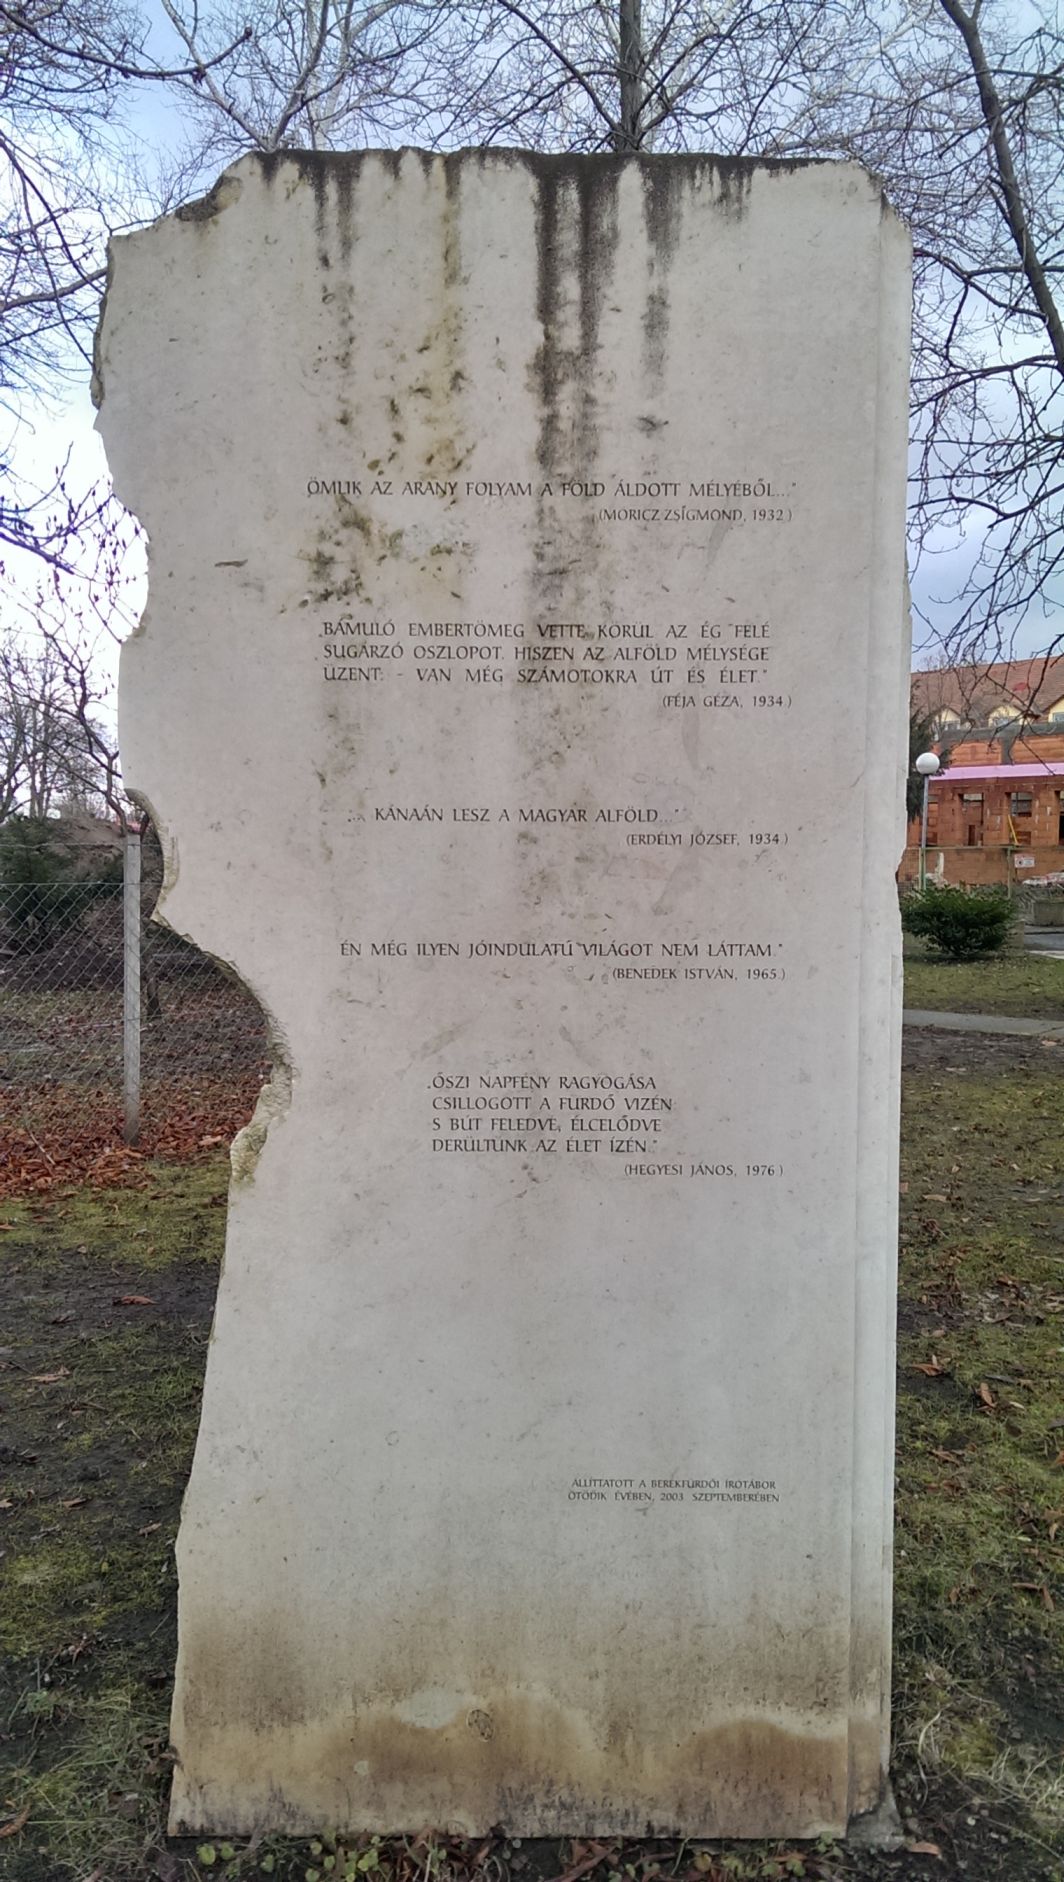 ÖMLIK AZ ARANY FOLYAM A FÖLD ÁLDOTT MÉLYÉBŐL..."
(MORICZ ZSIGMOND, 1932)
„BÁMULÓ EMBERTÖMEG VETTE KÖRÜL AZ ÉG FELÉ
SUGÁRZÓ OSZLOPOT. HISZEN AZ ALFÖLD MÉLYSÉGE
ÜZENT: - VAN MÉG SZÁMOTOKRA ÚT ÉS ÉLET."
(FÉJA GÉZA, 1934)
„... KÁNAÁN LESZ A MAGYAR ALFÖLD..."
(ERDÉLYI JÓZSEF, 1934)
ÉN MÉG ILYEN JÓINDULATÚ VILÁGOT NEM LÁTTAM."
(BENEDEK ISTVÁN, 1965)
„ŐSZI NAPFÉNY RAGYOGÁSA
CSILLOGOTT A FÜRDŐ VIZÉN
S BÚT FELEDVE, ÉLCELŐDVE
DERÜLTÜNK AZ ÉLET ÍZÉN."
(HEGYESI JÁNOS, 1976)
ÁLLÍTTATOTT A BEREKFÜRDŐI ÍRÓTÁBOR
ÖTÖDIK ÉVÉBEN, 2003 SZEPTEMBERÉBEN